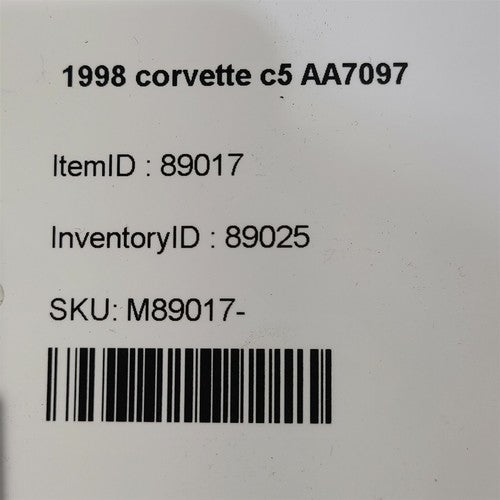 1998 corvette c5 AA7097
ItemID : 89017
InventoryID : 89025
SKU: M89017-